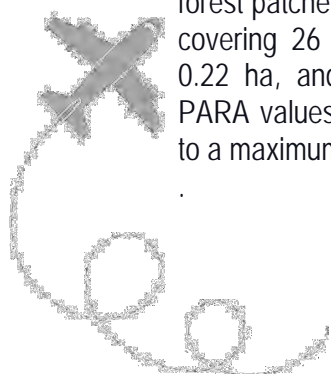 forest patche
covering 26
0.22 ha, and
PARA values
to a maximum
.